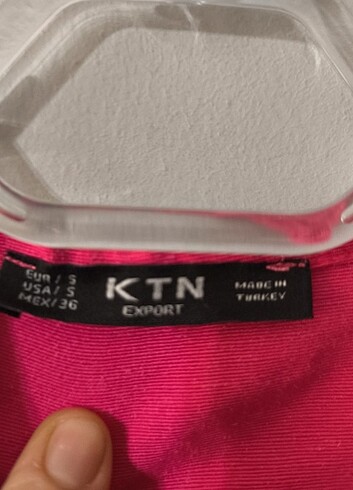 EUR / S
USA / S
MEX / 36
KTN
EXPORT
MADE IN
TURKEY